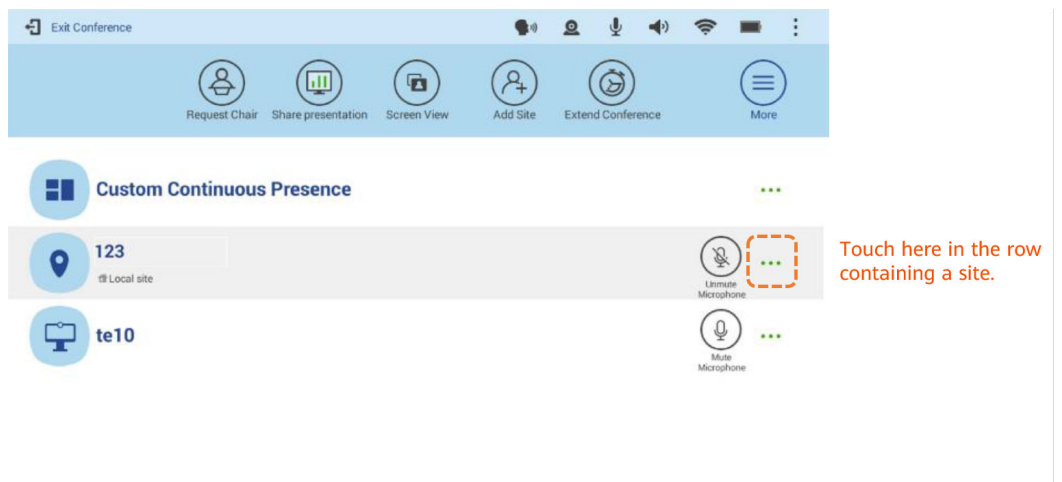 Exit Conference
Request Chair
Share presentation
Screen View
Add Site
Extend Conference
More
Custom Continuous Presence
123
Local site
Unmute
Microphone
Touch here in the row
containing a site.
te10
Mute
Microphone